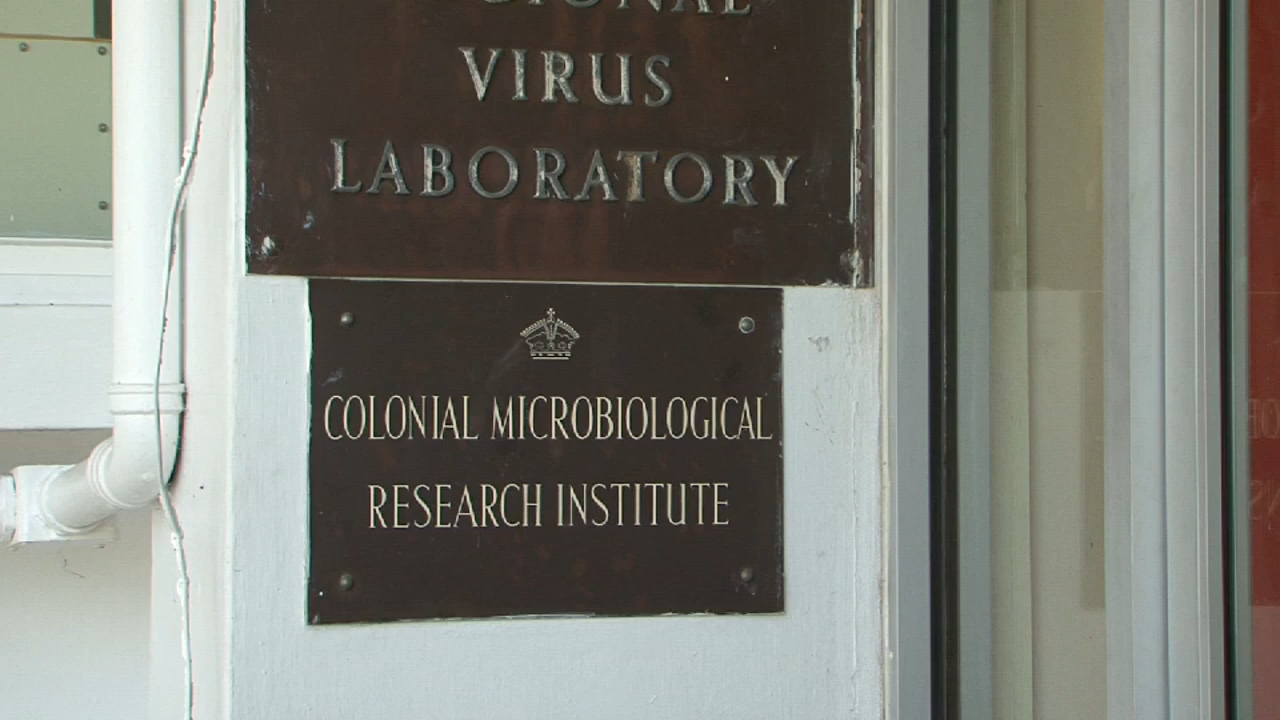 VIRUS
LABORATORY
COLONIAL MICROBIOLOGICAL
RESEARCH INSTITUTE